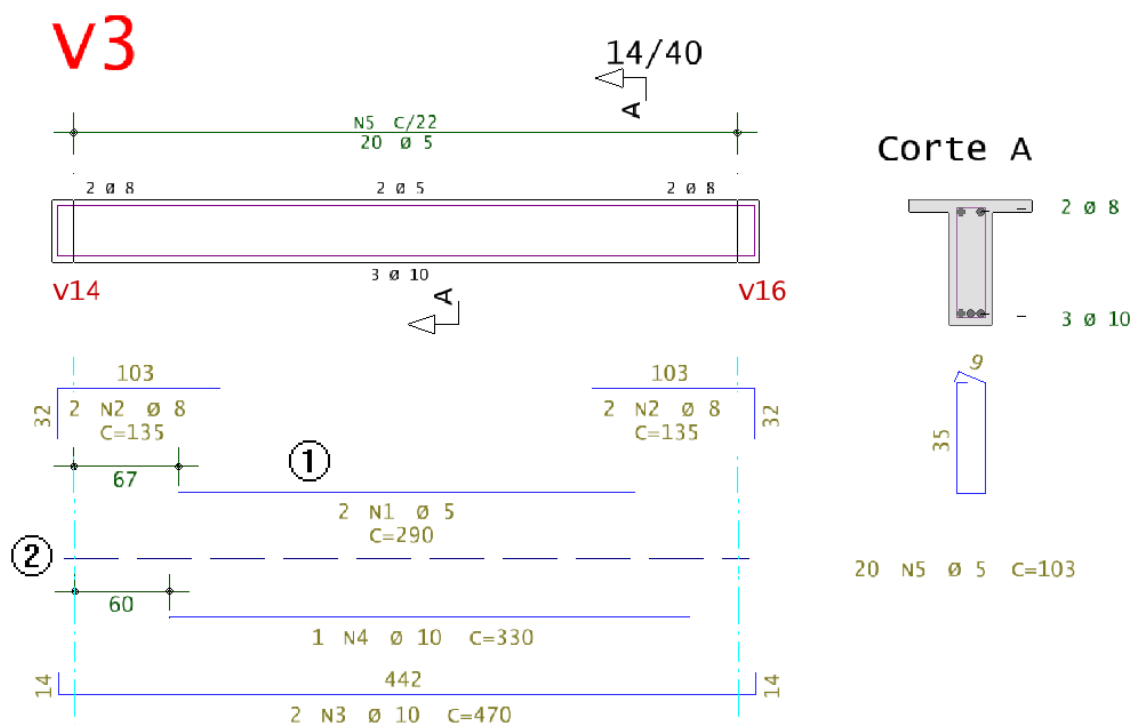 V3
14/40
A
N5 C/22
20 Ø 5
Corte A
2 Ø 8
2 Ø 5
2 Ø 8
2 Ø 8
3 Ø 10
V14
A
V16
3 Ø 10
103
103
9
32
2 N2 Ø 8
C=135
2 N2 Ø 8
C=135
32
35
67
1
2 N1 Ø 5
C=290
2
20 N5 Ø 5 C=103
60
1 N4 Ø 10 C=330
14
442
14
2 N3 Ø 10 C=470